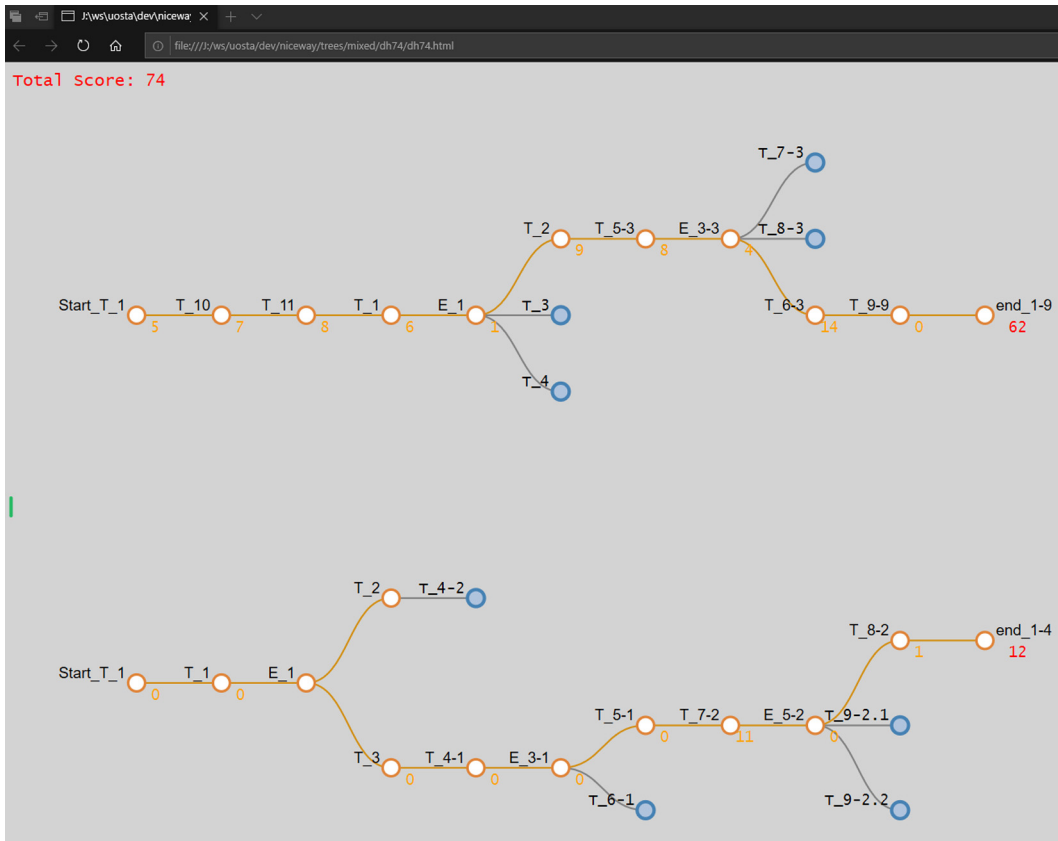 J:\ws\uosta\dev\niceway
file:///J:/ws/uosta/dev/niceway/trees/mixed/dh74/dh74.html
Total Score: 74
T_7-3
T_2 T_5-3 E_3-3 T_8-3
9 8 4
Start_T_1 T_10 T_11 T_1 E_1 T_3 T_6-3 T_9-9 end_1-9
5 7 8 6 1 14 0 62
T_4
T_2 T_4-2
T_8-2 end_1-4
1 12
Start_T_1 T_1 E_1
0 0
T_5-1 T_7-2 E_5-2 T_9-2.1
0 11 0
T_3 T_4-1 E_3-1
0 0 0
T_6-1 T_9-2.2